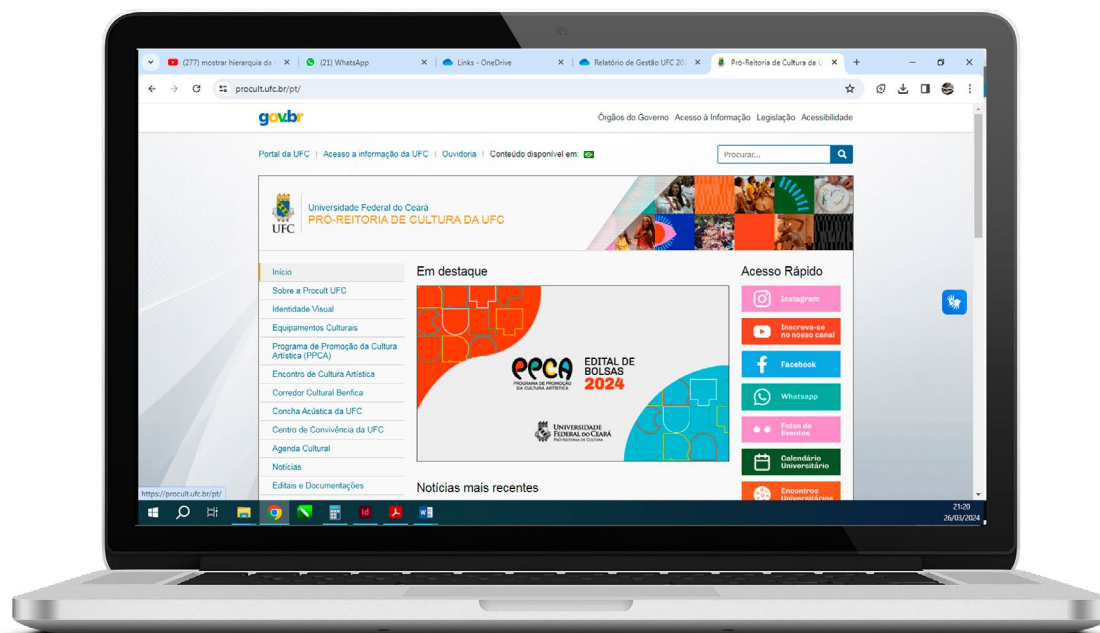 (277) mostrar hierarquia da
(21) WhatsApp
Links - OneDrive
Relatório de Gestão UFC 202
Pró-Reitoria de Cultura da U
procult.ufc.br/pt/
gov.br
Órgãos do Governo Acesso à Informação Legislação Acessibilidade
Portal da UFC | Acesso a informação da UFC | Ouvidoria | Conteúdo disponível em:
Procurar...
UFC
Universidade Federal do Ceará
PRÓ-REITORIA DE CULTURA DA UFC
Início
Sobre a Procult UFC
Identidade Visual
Equipamentos Culturais
Programa de Promoção da Cultura
Artística (PPCA)
Encontro de Cultura Artística
Corredor Cultural Benfica
Concha Acústica da UFC
Centro de Convivência da UFC
Agenda Cultural
Notícias
Editais e Documentações
Em destaque
PPCA
PROGRAMA DE PROMOÇÃO
DA CULTURA ARTÍSTICA
EDITAL DE
BOLSAS
2024
UNIVERSIDADE
FEDERAL DO CEARÁ
PRÓ-REITORIA DE CULTURA
Notícias mais recentes
Acesso Rápido
Instagram
Inscreva-se
no nosso canal
Facebook
Whatsapp
Fotos de
Eventos
Calendário
Universitário
Encontros
Universitários
https://procult.ufc.br/pt/
Id
W
21:20
26/03/2024